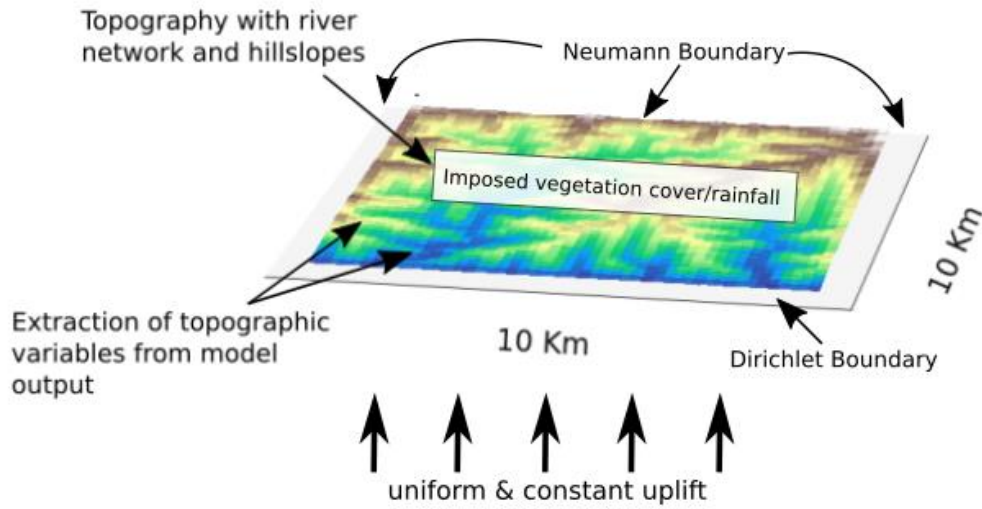 Topography with river
network and hillslopes
Neumann Boundary
Imposed vegetation cover/rainfall
10 Km
Extraction of topographic
variables from model
output
10 Km
Dirichlet Boundary
uniform & constant uplift